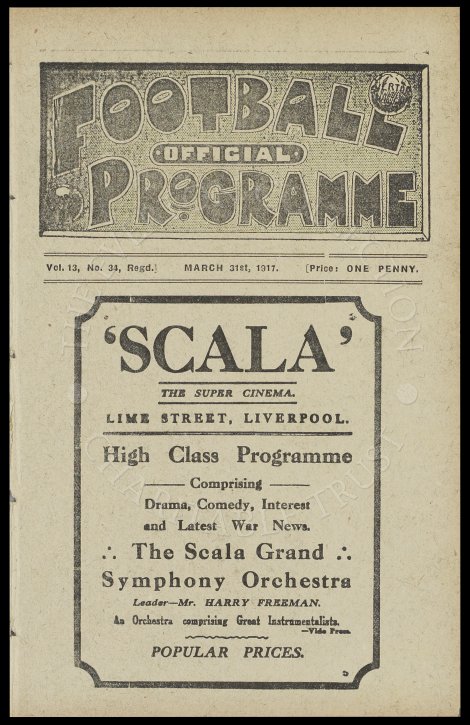 FOOTBALL
OFFICIAL
PROGRAMME
Vol. 13, No. 34, Regd.] MARCH 31st, 1917. [Price: ONE PENNY.
'SCALA'
THE SUPER CINEMA.
LIME STREET, LIVERPOOL.
High Class Programme
Comprising
Drama, Comedy, Interest
and Latest War News.
∴ The Scala Grand ∴
Symphony Orchestra
Leader—Mr. HARRY FREEMAN.
An Orchestra comprising Great Instrumentalists.
—Vide Press.
POPULAR PRICES.